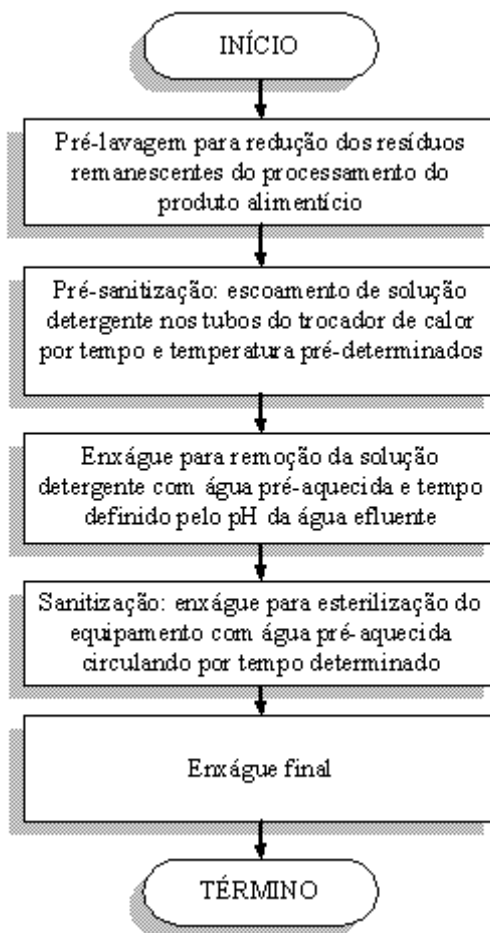 INÍCIO
Pré-lavagem para redução dos resíduos
remanescentes do processamento do
produto alimentício
Pré-sanitização: escoamento de solução
detergente nos tubos do trocador de calor
por tempo e temperatura pré-determinados
Enxágue para remoção da solução
detergente com água pré-aquecida e tempo
definido pelo pH da água efluente
Sanitização: enxágue para esterilização do
equipamento com água pré-aquecida
circulando por tempo determinado
Enxágue final
TÉRMINO